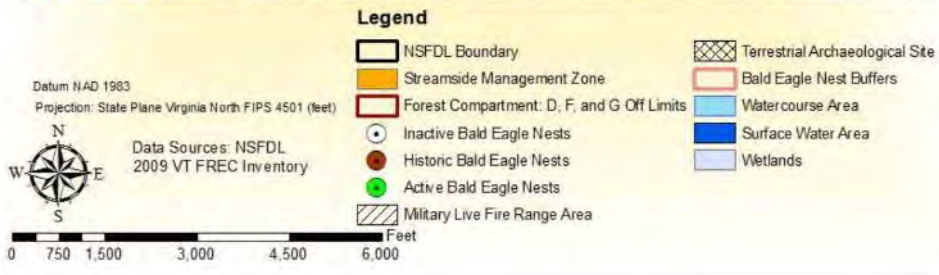 Legend
NSFDL Boundary
Streamside Management Zone
Forest Compartment: D, F, and G Off Limits
Inactive Bald Eagle Nests
Historic Bald Eagle Nests
Active Bald Eagle Nests
Military Live Fire Range Area
Terrestrial Archaeological Site
Bald Eagle Nest Buffers
Watercourse Area
Surface Water Area
Wetlands
Datum NAD 1983
Projection: State Plane Virginia North FIPS 4501 (feet)
Data Sources: NSFDL
2009 VT FREC Inventory
N
W E
S
Feet
0 750 1,500 3,000 4,500 6,000